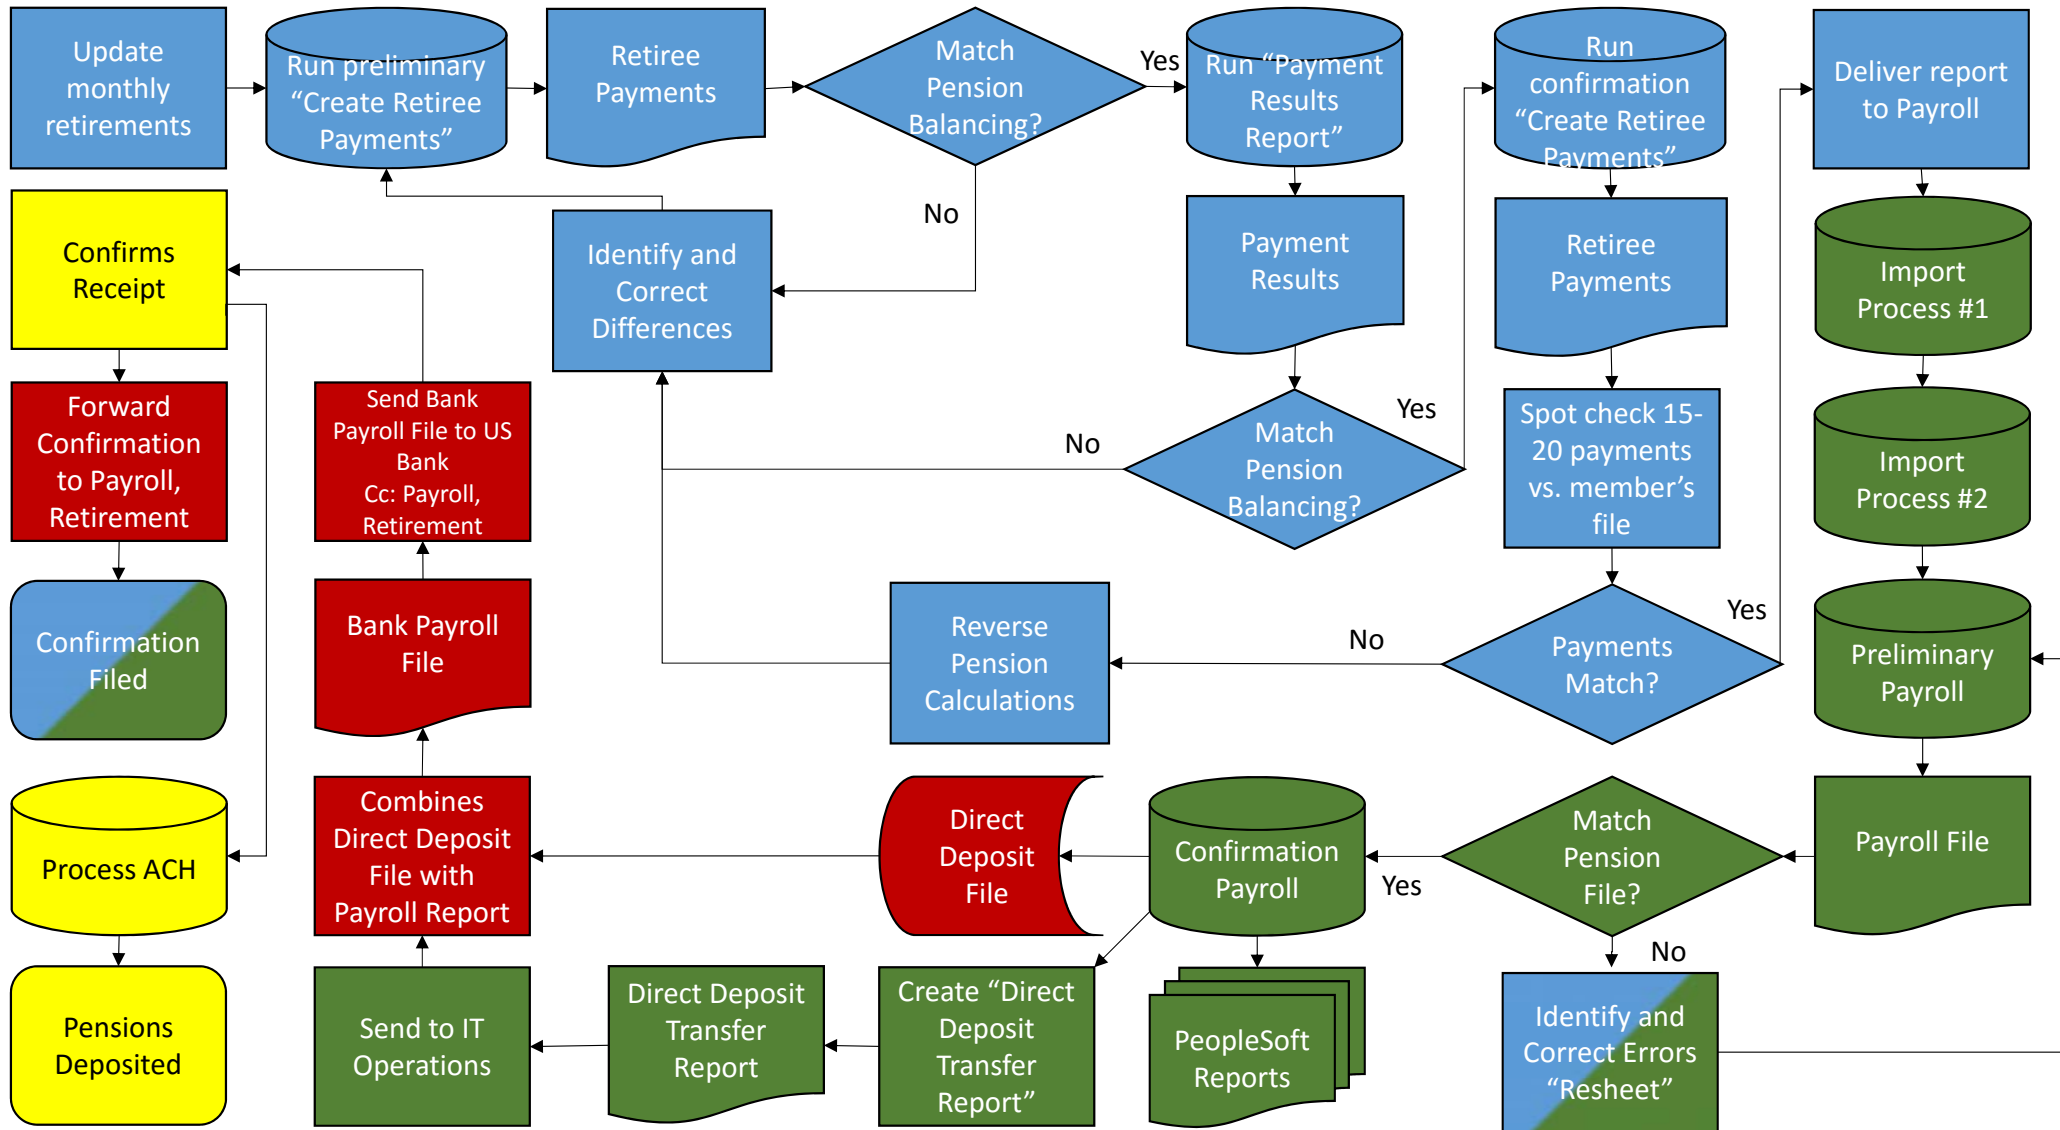 Update
monthly
retirements
Run preliminary
“Create Retiree
Payments”
Retiree
Payments
Match
Pension
Balancing?
Yes
No
Run “Payment
Results
Report”
Run
confirmation
“Create Retiree
Payments”
Deliver report
to Payroll
Confirms
Receipt
Identify and
Correct
Differences
Payment
Results
Retiree
Payments
Import
Process #1
Forward
Confirmation
to Payroll,
Retirement
Send Bank
Payroll File to US
Bank
Cc: Payroll,
Retirement
No
Match
Pension
Balancing?
Yes
Spot check 15-
20 payments
vs. member’s
file
Import
Process #2
Confirmation
Filed
Bank Payroll
File
Reverse
Pension
Calculations
No
Payments
Match?
Yes
Preliminary
Payroll
Process ACH
Combines
Direct Deposit
File with
Payroll Report
Direct
Deposit
File
Confirmation
Payroll
Yes
Match
Pension
File?
No
Payroll File
Pensions
Deposited
Send to IT
Operations
Direct Deposit
Transfer
Report
Create “Direct
Deposit
Transfer
Report”
PeopleSoft
Reports
Identify and
Correct Errors
“Resheet”